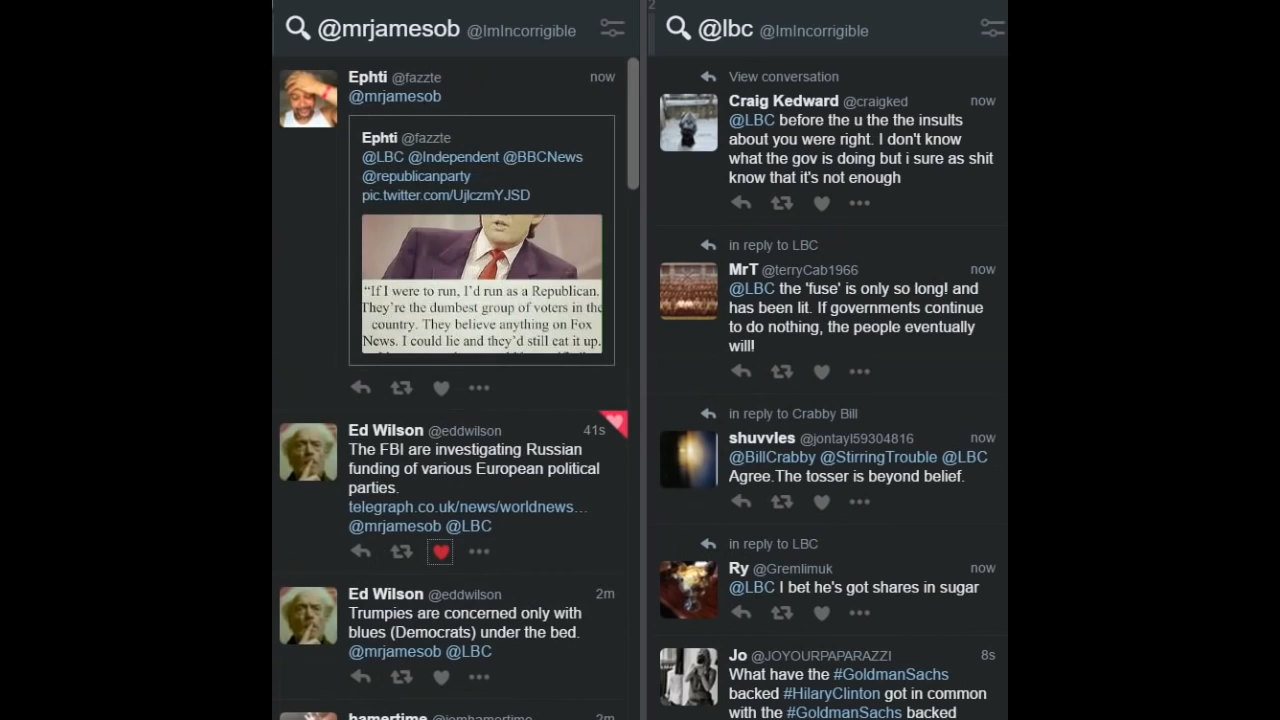 @mrjamesob @ImIncorrigible
Ephti @fazzte now
@mrjamesob
Ephti @fazzte
@LBC @Independent @BBCNews
@republicanparty
pic.twitter.com/UjlczmYJSD
“If I were to run, I’d run as a Republican.
They’re the dumbest group of voters in the
country. They believe anything on Fox
News. I could lie and they’d still eat it up.
Ed Wilson @eddwilson 41s
The FBI are investigating Russian
funding of various European political
parties.
telegraph.co.uk/news/worldnews…
@mrjamesob @LBC
Ed Wilson @eddwilson 2m
Trumpies are concerned only with
blues (Democrats) under the bed.
@mrjamesob @LBC
hamertime @jomhamertime 2m
2
@lbc @ImIncorrigible
View conversation
Craig Kedward @craigked now
@LBC before the u the the insults
about you were right. I don't know
what the gov is doing but i sure as shit
know that it's not enough
in reply to LBC
MrT @terryCab1966 now
@LBC the 'fuse' is only so long! and
has been lit. If governments continue
to do nothing, the people eventually
will!
in reply to Crabby Bill
shuvvles @jontayl59304816 now
@BillCrabby @StirringTrouble @LBC
Agree.The tosser is beyond belief.
in reply to LBC
Ry @Gremlimuk now
@LBC I bet he's got shares in sugar
Jo @JOYOURPAPARAZZI 8s
What have the #GoldmanSachs
backed #HilaryClinton got in common
with the #GoldmanSachs backed